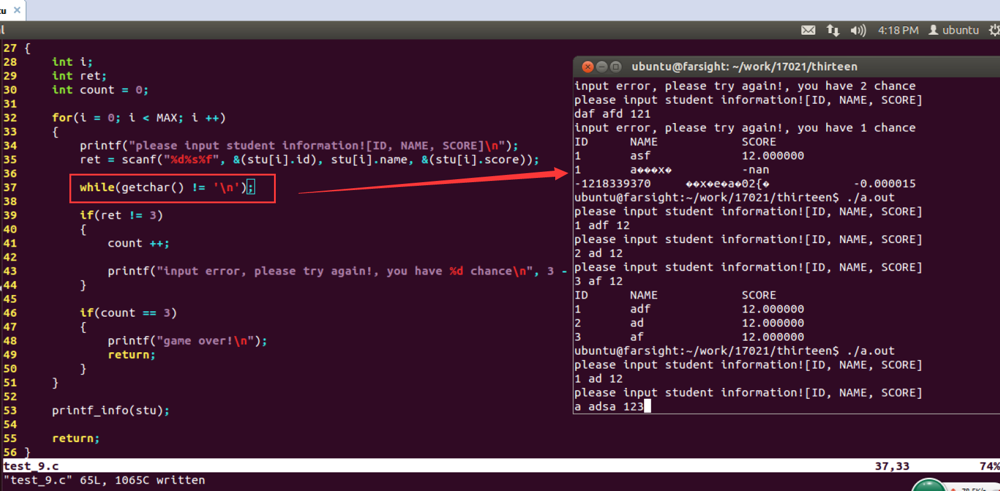 tu ×
l 4:18 PM ubuntu
27 {
28 int i;
29 int ret;
30 int count = 0;
31
32 for(i = 0; i < MAX; i ++)
33 {
34 printf("please input student information![ID, NAME, SCORE]\n");
35 ret = scanf("%d%s%f", &(stu[i].id), stu[i].name, &(stu[i].score));
36
37 while(getchar() != '\n');
38
39 if(ret != 3)
40 {
41 count ++;
42
43 printf("input error, please try again!, you have %d chance\n", 3 -
44 }
45
46 if(count == 3)
47 {
48 printf("game over!\n");
49 return;
50 }
51 }
52
53 printf_info(stu);
54
55 return;
56 }
test_9.c 37,33 74%
"test_9.c" 65L, 1065C written
ubuntu@farsight: ~/work/17021/thirteen
input error, please try again!, you have 2 chance
please input student information![ID, NAME, SCORE]
daf afd 121
input error, please try again!, you have 1 chance
ID NAME SCORE
1 asf 12.000000
1 a���x� -nan
-1218339370 ��x�e�a�02{� -0.000015
ubuntu@farsight:~/work/17021/thirteen$ ./a.out
please input student information![ID, NAME, SCORE]
1 adf 12
please input student information![ID, NAME, SCORE]
2 ad 12
please input student information![ID, NAME, SCORE]
3 af 12
ID NAME SCORE
1 adf 12.000000
2 ad 12.000000
3 af 12.000000
ubuntu@farsight:~/work/17021/thirteen$ ./a.out
please input student information![ID, NAME, SCORE]
1 ad 12
please input student information![ID, NAME, SCORE]
a adsa 123